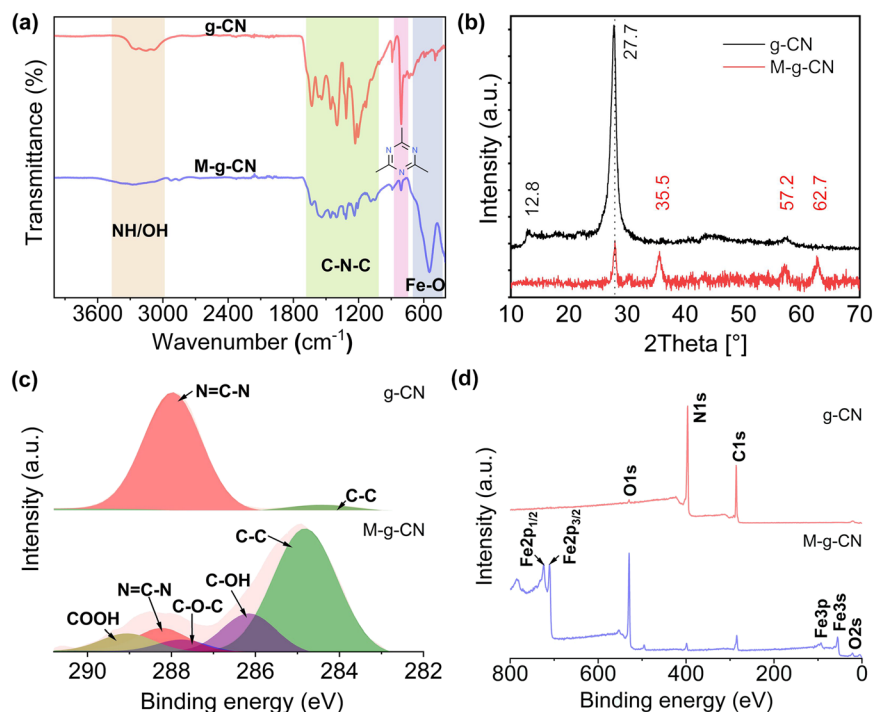 (a)
g-CN
M-g-CN
NH/OH
C-N-C
Fe-O
N
N
N
Transmittance (%)
3600
3000
2400
1800
1200
600
Wavenumber (cm⁻¹)
(b)
27.7
g-CN
M-g-CN
12.8
35.5
57.2
62.7
Intensity (a.u.)
10
20
30
40
50
60
70
2Theta [°]
(c)
N=C-N
g-CN
C-C
M-g-CN
C-C
C-OH
N=C-N
C-O-C
COOH
Intensity (a.u.)
290
288
286
284
282
Binding energy (eV)
(d)
N1s
g-CN
C1s
O1s
M-g-CN
Fe2p1/2
Fe2p3/2
Fe3p
Fe3s
O2s
Intensity (a.u.)
800
600
400
200
0
Binding energy (eV)